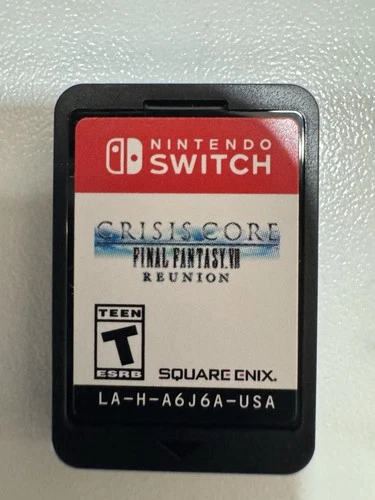 NINTENDO
SWITCH
CRISIS CORE
FINAL FANTASY VII
REUNION
TEEN
T
ESRB
SQUARE ENIX.
LA-H-A6J6A-USA